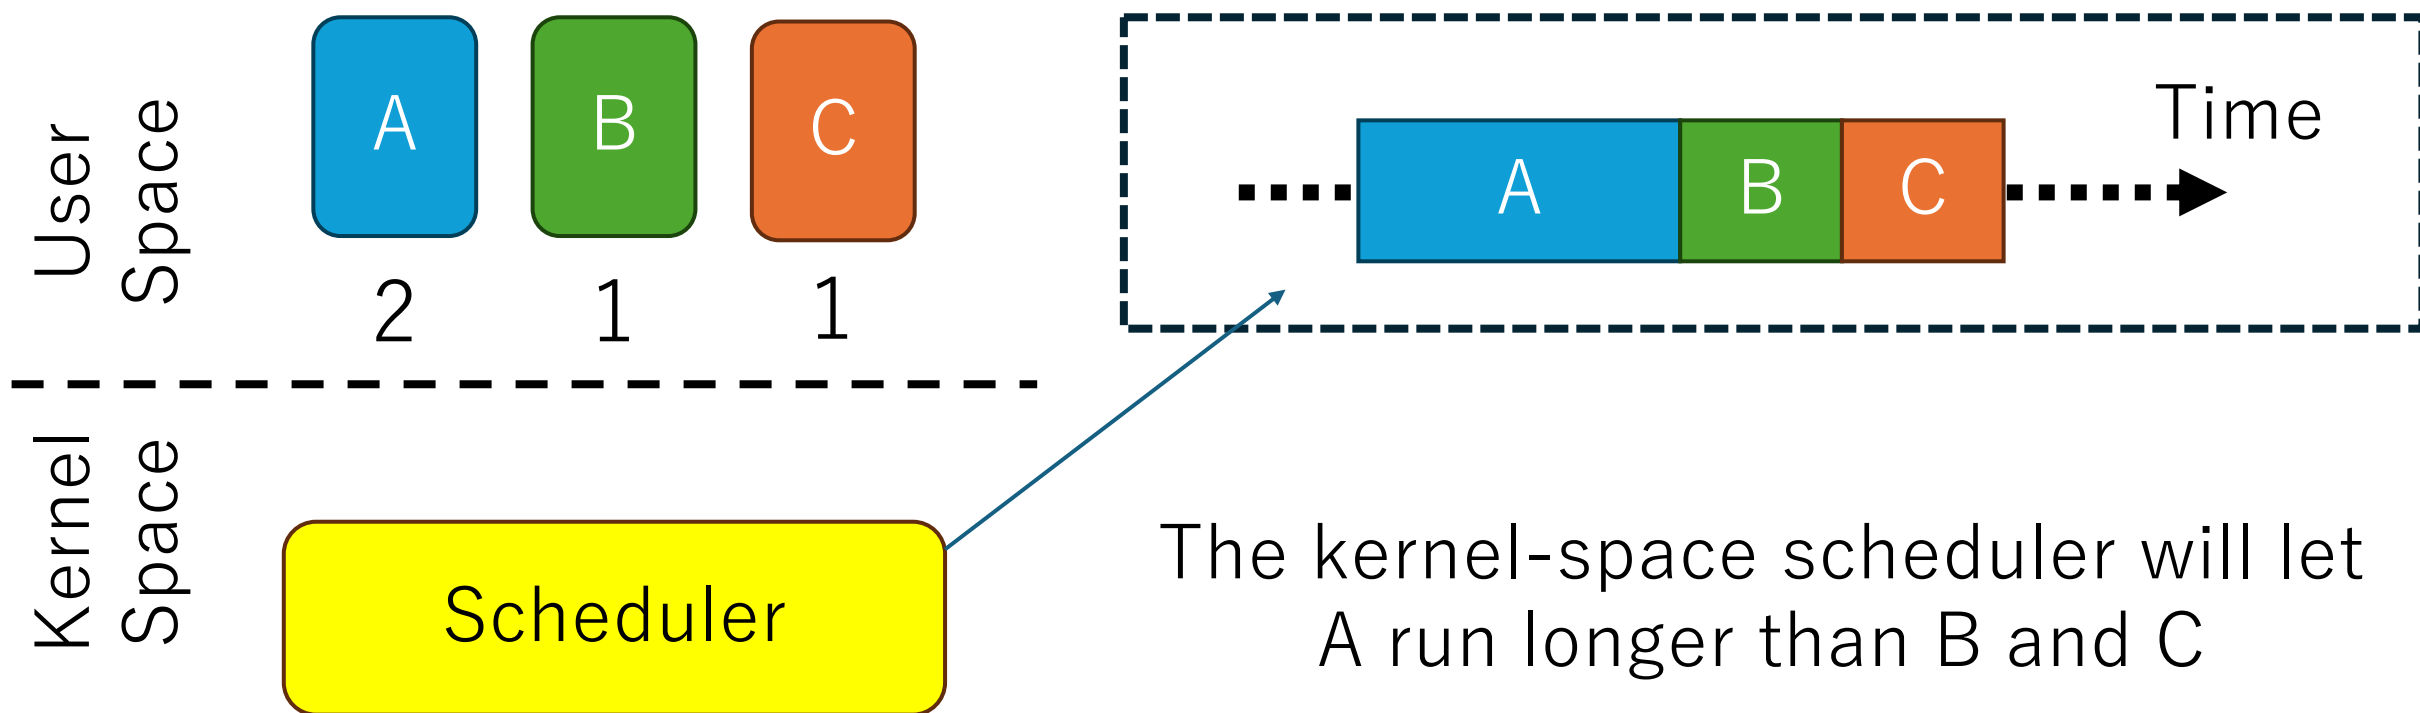 User
Space
A
B
C
2
1
1
A
B
C
Time
Kernel
Space
Scheduler
The kernel-space scheduler will let
A run longer than B and C